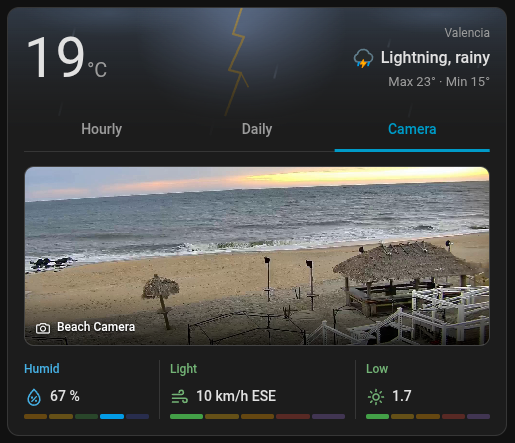 19°C
Valencia
Lightning, rainy
Max 23° · Min 15°
Hourly Daily Camera
Beach Camera
Humid Light Low
67 % 10 km/h ESE 1.7